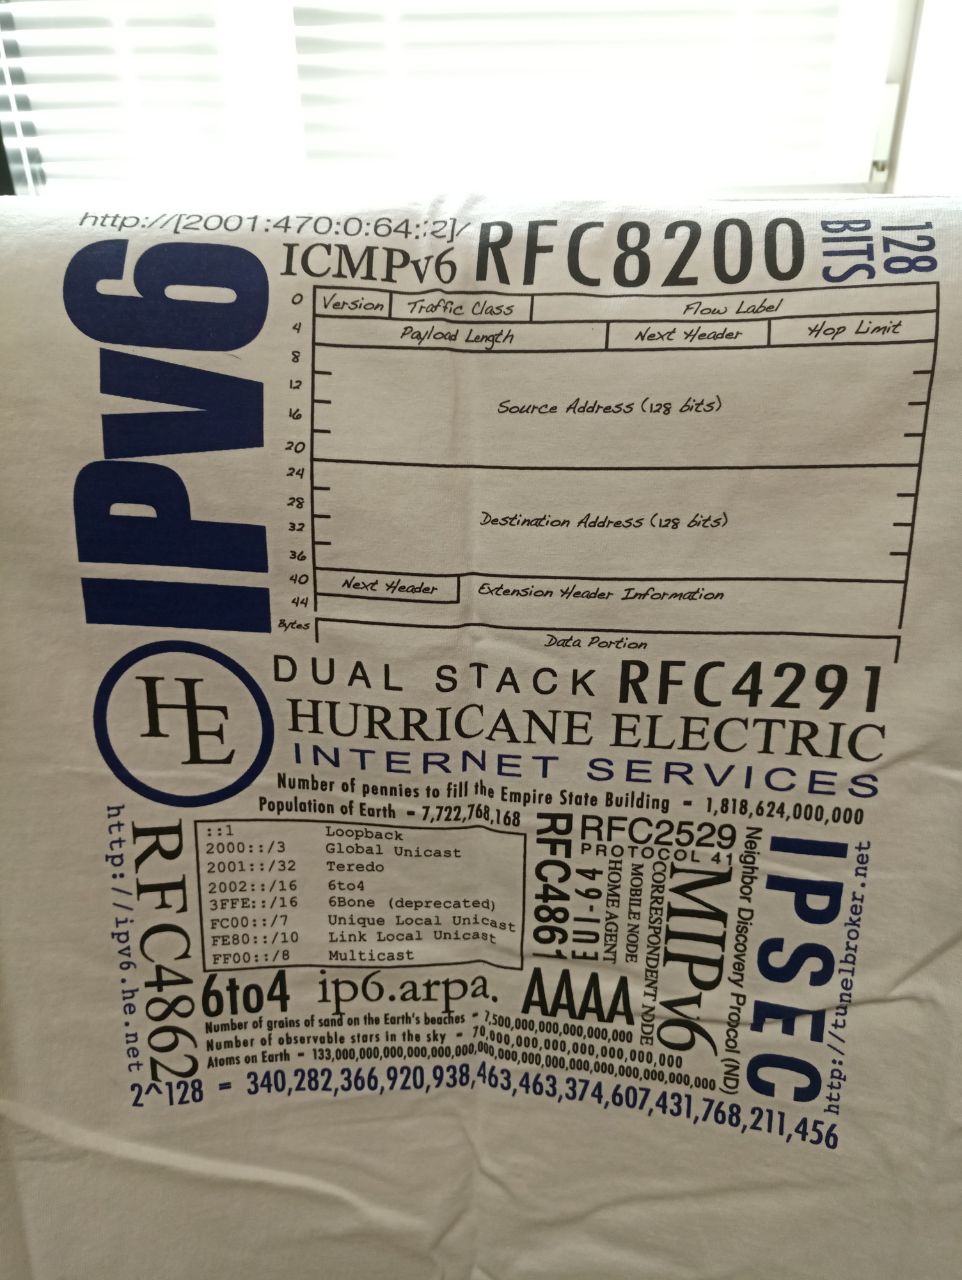 http://[2001:470:0:64::2]/
IPv6
ICMPv6
RFC8200
128
BITS
0
Version
Traffic Class
Flow Label
4
Payload Length
Next Header
Hop Limit
8
12
16
Source Address (128 bits)
20
24
28
32
Destination Address (128 bits)
36
40
Next Header
Extension Header Information
44
Bytes
Data Portion
HE
DUAL STACK
RFC4291
HURRICANE ELECTRIC
INTERNET SERVICES
Number of pennies to fill the Empire State Building = 1,818,624,000,000
Population of Earth = 7,722,768,168
http://ipv6.he.net
RFC4862
::1 Loopback
2000::/3 Global Unicast
2001::/32 Teredo
2002::/16 6to4
3FFE::/16 6Bone (deprecated)
FC00::/7 Unique Local Unicast
FE80::/10 Link Local Unicast
FF00::/8 Multicast
RFC4861
RFC2529
PROTOCOL 41
EUI-64
HOME AGENT
MOBILE NODE
CORRESPONDENT NODE
MIPv6
Neighbor Discovery Protocol (ND)
IPSEC
http://tunelbroker.net
6to4
ip6.arpa.
AAAA
Number of grains of sand on the Earth's beaches = 7,500,000,000,000,000,000
Number of observable stars in the sky = 70,000,000,000,000,000,000,000
Atoms on Earth = 133,000,000,000,000,000,000,000,000,000,000,000,000,000,000,000,000
2^128 = 340,282,366,920,938,463,463,374,607,431,768,211,456